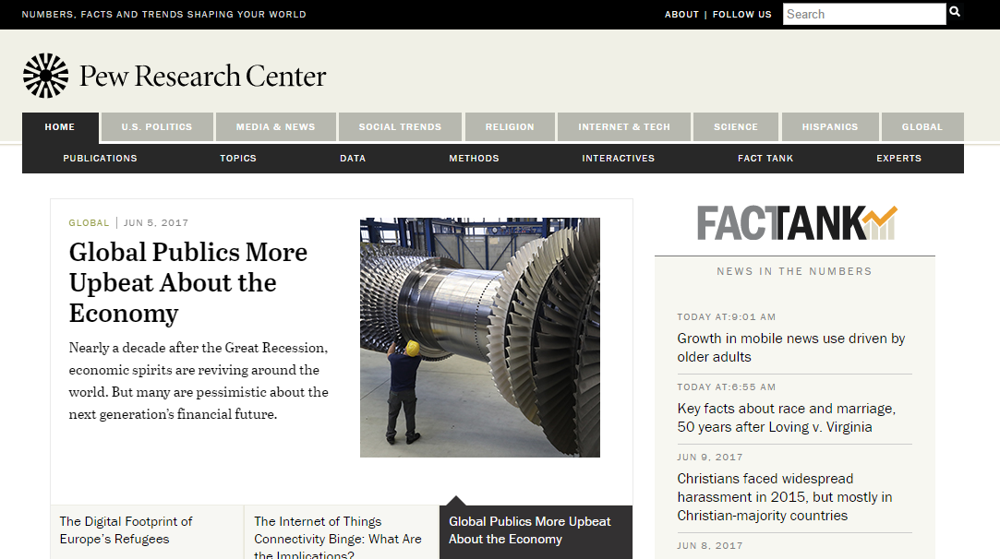 NUMBERS, FACTS AND TRENDS SHAPING YOUR WORLD
ABOUT | FOLLOW US
Search
Pew Research Center
HOME
U.S. POLITICS
MEDIA & NEWS
SOCIAL TRENDS
RELIGION
INTERNET & TECH
SCIENCE
HISPANICS
GLOBAL
PUBLICATIONS
TOPICS
DATA
METHODS
INTERACTIVES
FACT TANK
EXPERTS
GLOBAL | JUN 5, 2017
Global Publics More
Upbeat About the
Economy
Nearly a decade after the Great Recession,
economic spirits are reviving around the
world. But many are pessimistic about the
next generation's financial future.
The Digital Footprint of
Europe's Refugees
The Internet of Things
Connectivity Binge: What Are
the Implications?
Global Publics More Upbeat
About the Economy
FACTANK
NEWS IN THE NUMBERS
TODAY AT:9:01 AM
Growth in mobile news use driven by
older adults
TODAY AT:6:55 AM
Key facts about race and marriage,
50 years after Loving v. Virginia
JUN 9, 2017
Christians faced widespread
harassment in 2015, but mostly in
Christian-majority countries
JUN 8, 2017